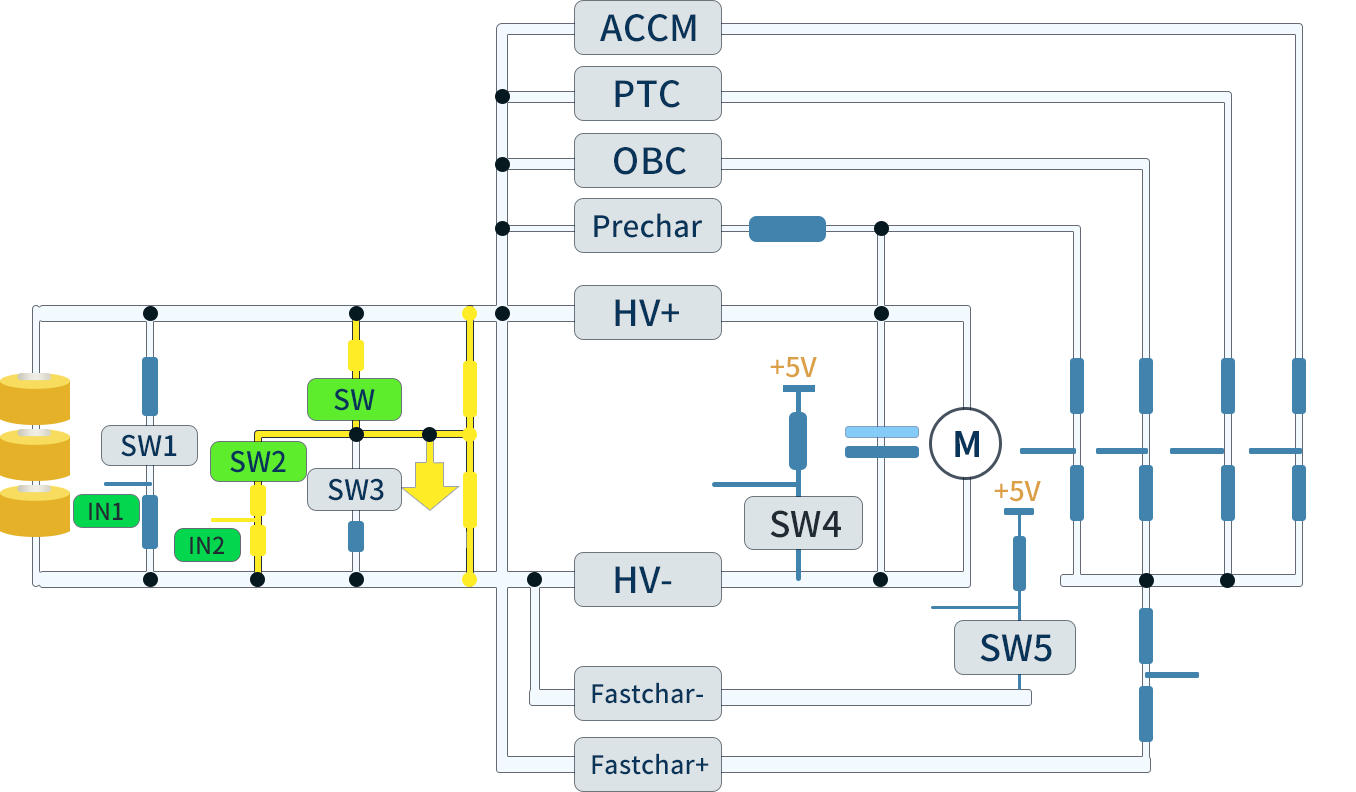 ACCM
PTC
OBC
Prechar
HV+
+5V
SW
SW1
SW2
M
SW3
+5V
IN1
SW4
IN2
HV-
SW5
Fastchar-
Fastchar+